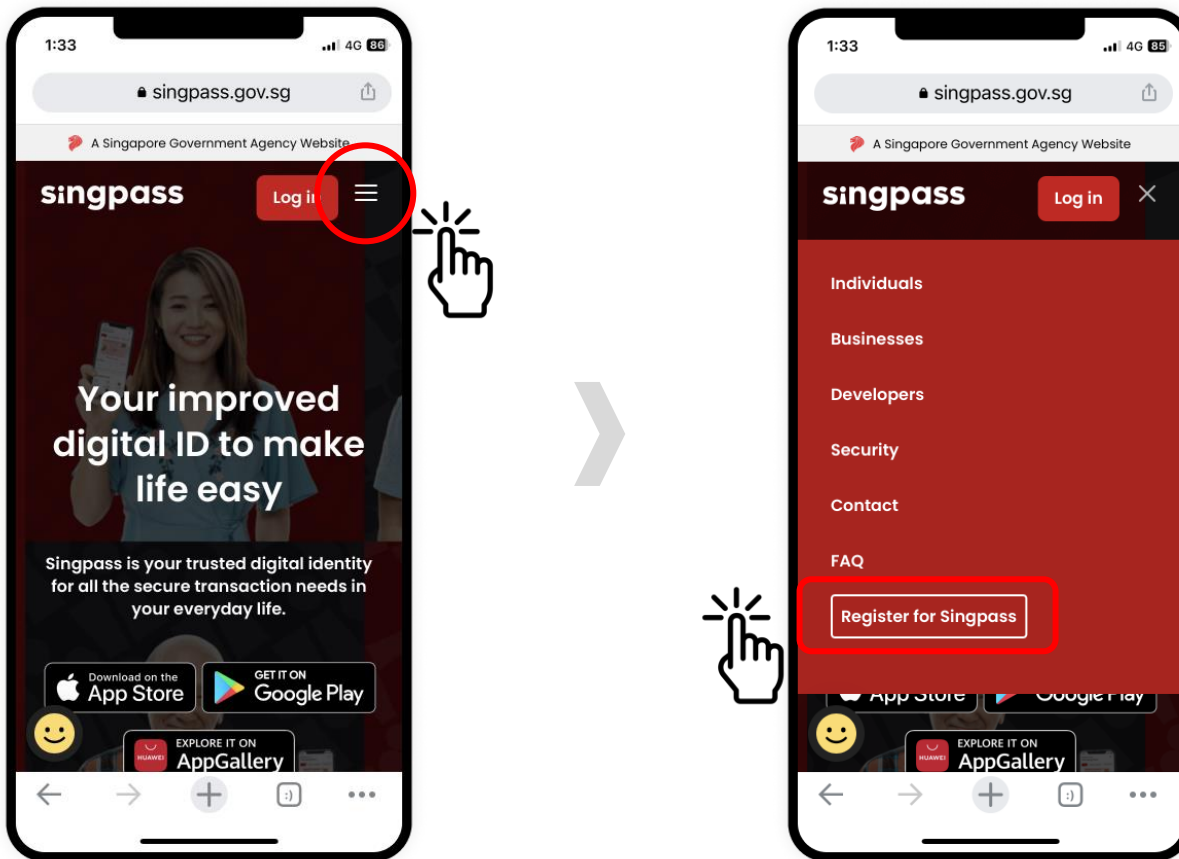 1:33
4G 86
singpass.gov.sg
A Singapore Government Agency Website
singpass
Log in
Your improved
digital ID to make
life easy
Singpass is your trusted digital identity
for all the secure transaction needs in
your everyday life.
Download on the
App Store
GET IT ON
Google Play
HUAWEI
EXPLORE IT ON
AppGallery
:)
1:33
4G 85
singpass.gov.sg
A Singapore Government Agency Website
singpass
Log in
Individuals
Businesses
Developers
Security
Contact
FAQ
Register for Singpass
App Store
Google Play
HUAWEI
EXPLORE IT ON
AppGallery
:)